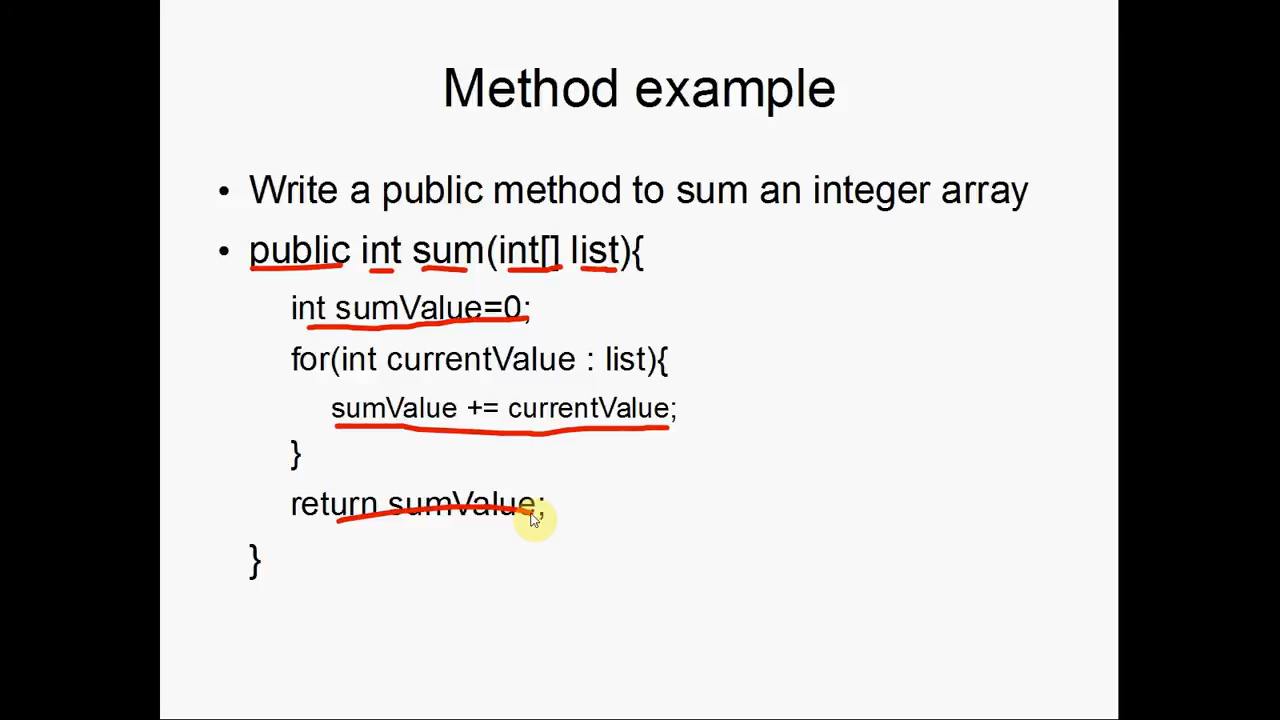 Method example
• Write a public method to sum an integer array
• public int sum(int[] list){
int sumValue=0;
for(int currentValue : list){
sumValue += currentValue;
}
return sumValue;
}